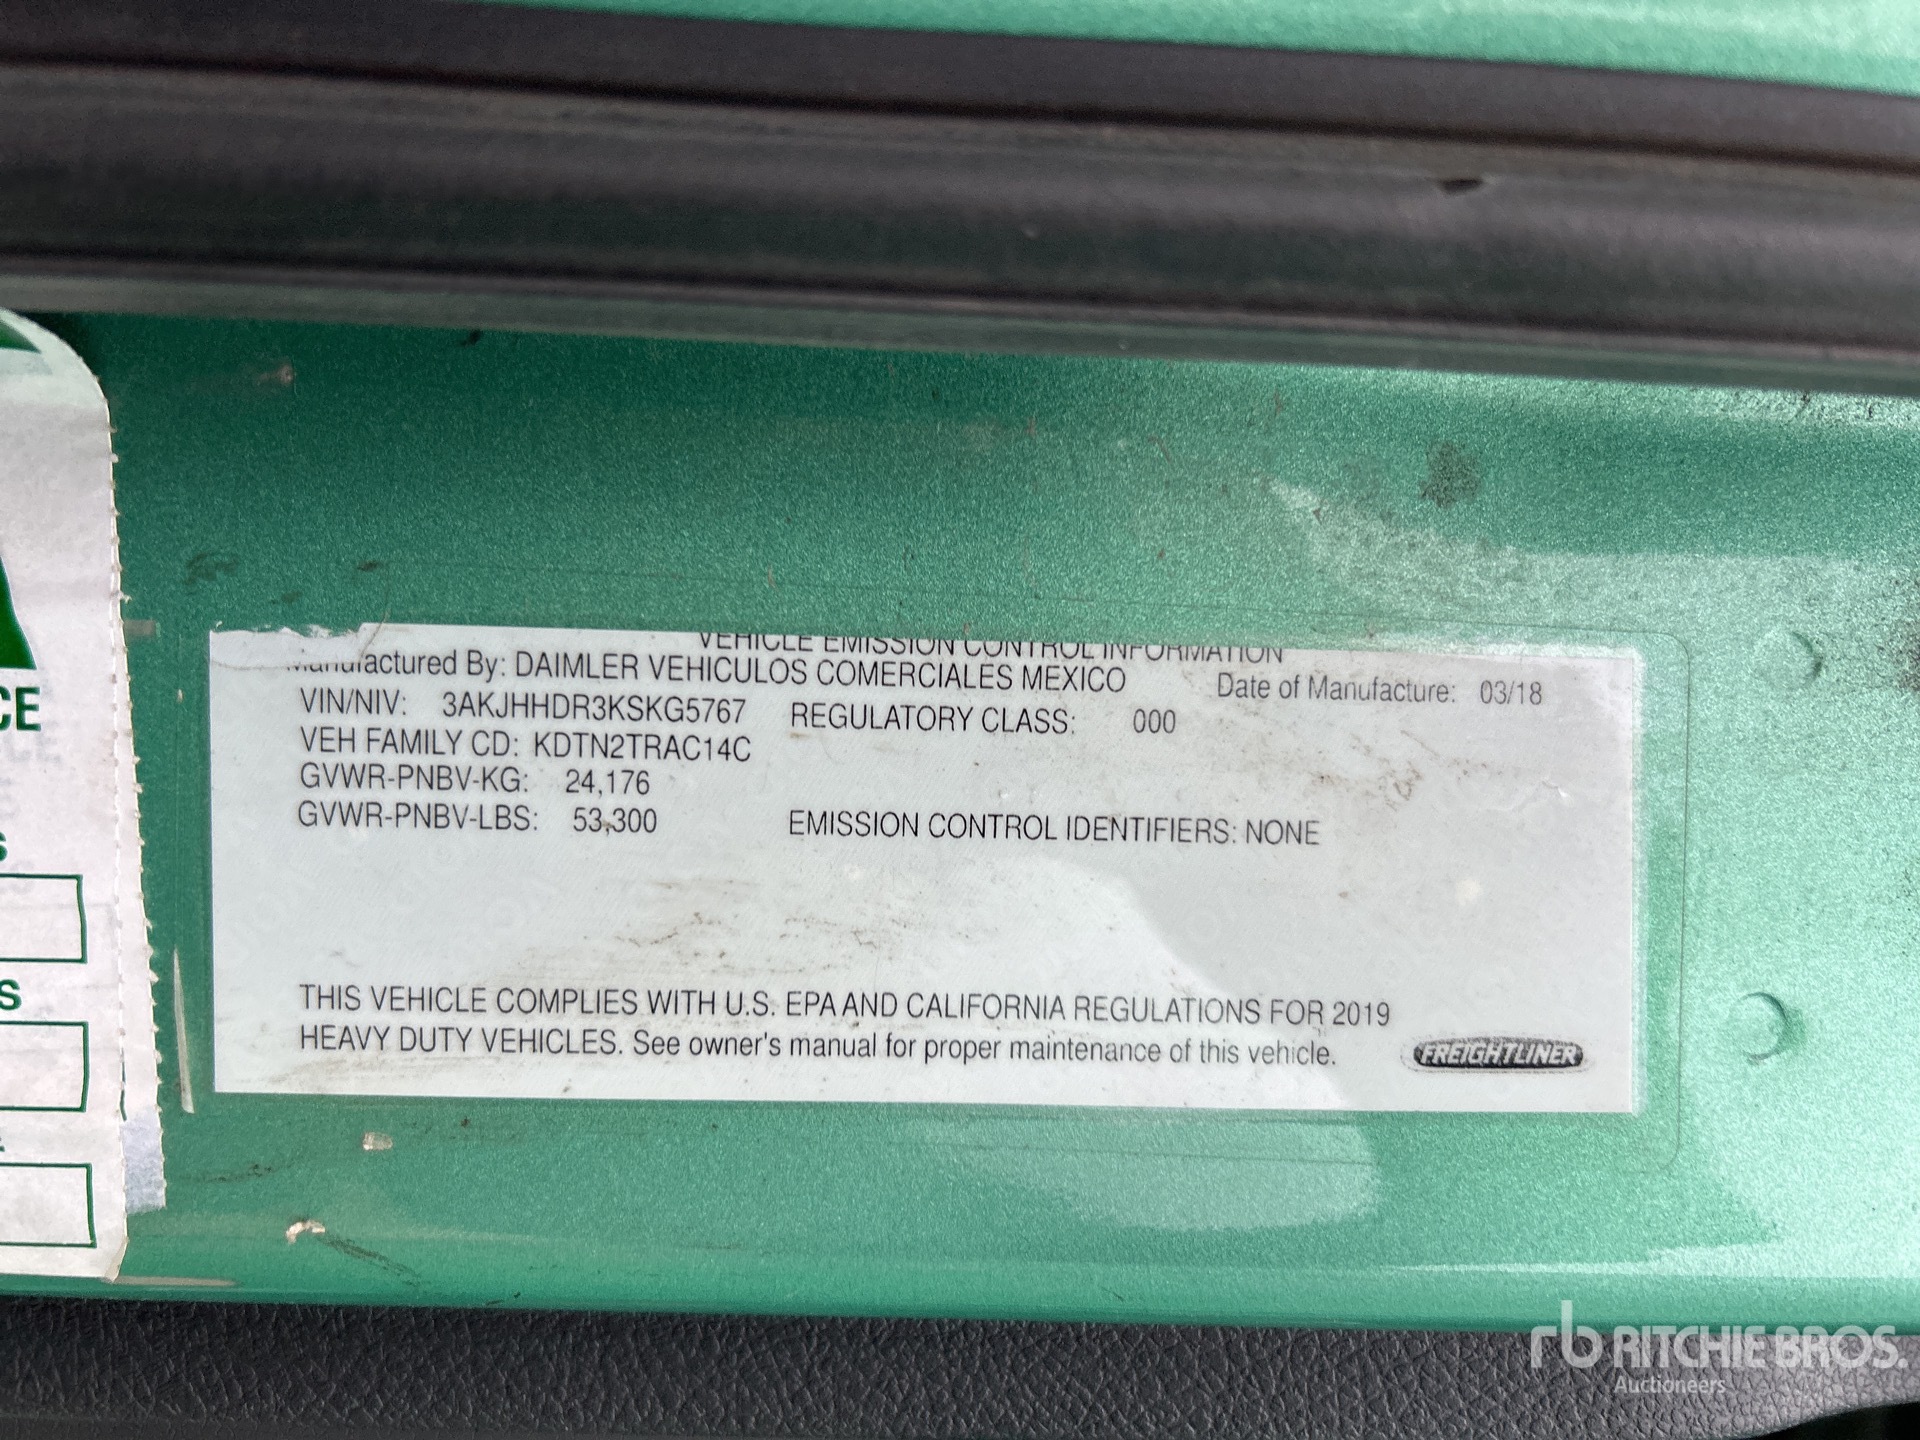 VEHICLE EMISSION CONTROL INFORMATION
Manufactured By: DAIMLER VEHICULOS COMERCIALES MEXICO
Date of Manufacture: 03/18
VIN/NIV: 3AKJHHDR3KSKG5767
REGULATORY CLASS: 000
VEH FAMILY CD: KDTN2TRAC14C
GVWR-PNBV-KG: 24,176
GVWR-PNBV-LBS: 53,300
EMISSION CONTROL IDENTIFIERS: NONE
THIS VEHICLE COMPLIES WITH U.S. EPA AND CALIFORNIA REGULATIONS FOR 2019
HEAVY DUTY VEHICLES. See owner's manual for proper maintenance of this vehicle.
FREIGHTLINER
CE
S
S
rb RITCHIE BROS.
Auctioneers